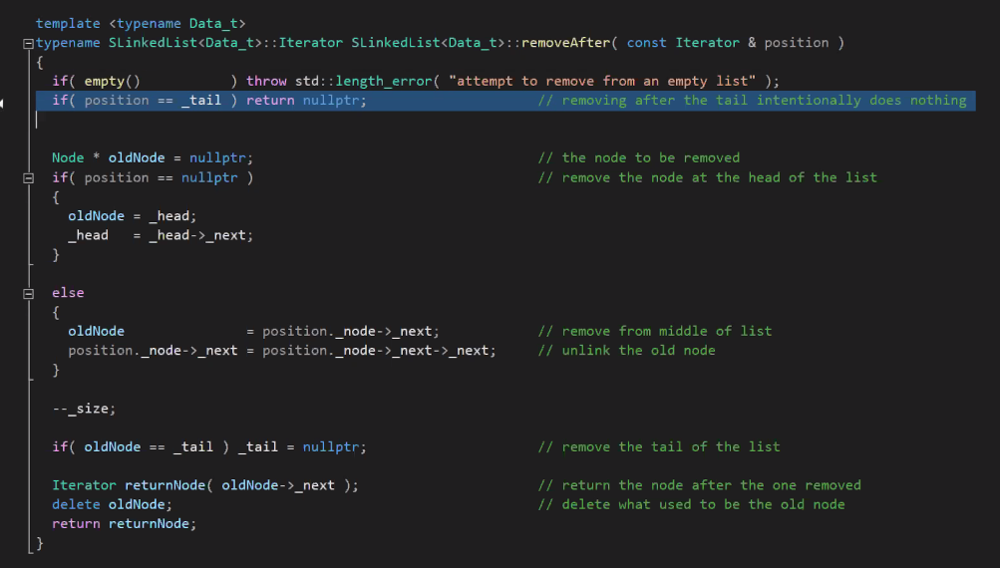 template <typename Data_t>
typename SLinkedList<Data_t>::Iterator SLinkedList<Data_t>::removeAfter( const Iterator & position )
{
  if( empty()           ) throw std::length_error( "attempt to remove from an empty list" );
  if( position == _tail ) return nullptr;                     // removing after the tail intentionally does nothing

  Node * oldNode = nullptr;                                   // the node to be removed
  if( position == nullptr )                                   // remove the node at the head of the list
  {
    oldNode = _head;
    _head   = _head->_next;
  }

  else
  {
    oldNode               = position._node->_next;            // remove from middle of list
    position._node->_next = position._node->_next->_next;     // unlink the old node
  }

  --_size;

  if( oldNode == _tail ) _tail = nullptr;                     // remove the tail of the list

  Iterator returnNode( oldNode->_next );                      // return the node after the one removed
  delete oldNode;                                             // delete what used to be the old node
  return returnNode;
}